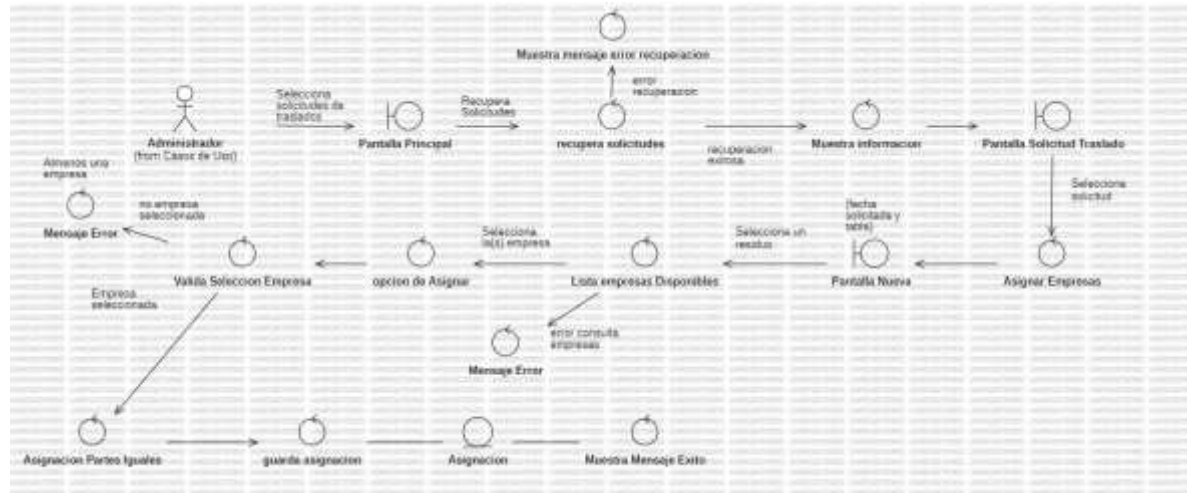 Muestra mensaje error recuperacion
error
recuperacion
Selecciona
solicitudes de
traslados
Recupera
Solicitudes
Administrador
(from Casos de Uso)
Pantalla Principal
recupera solicitudes
recuperacion
exitosa
Muestra informacion
Pantalla Solicitud Traslado
Almenos una
empresa
Selecciona
solicitud
no empresa
seleccionada
Mensaje Error
Selecciona
la(s) empresa
Selecciona un
residuo
(fecha
solicitada y
tabla)
Valida Seleccion Empresa
opcion de Asignar
Lista empresas Disponibles
Pantalla Nueva
Asignar Empresas
Empresa
seleccionada
error consulta
empresas
Mensaje Error
Asignacion Partes Iguales
guarda asignacion
Asignacion
Muestra Mensaje Exito